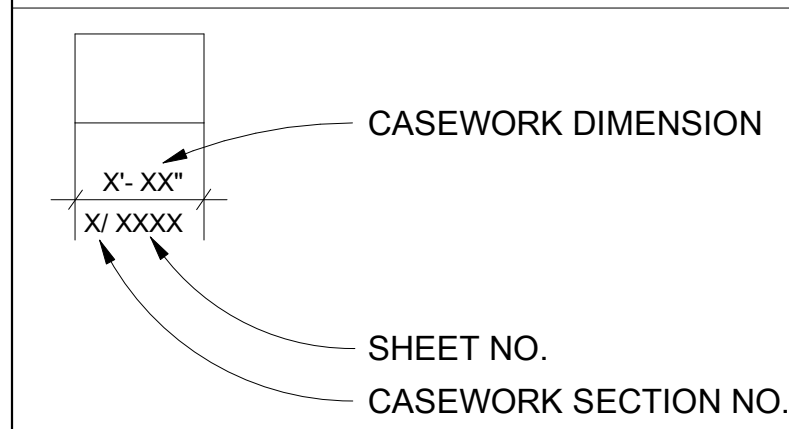 CASEWORK DIMENSION
X'- XX"
X/ XXXX
SHEET NO.
CASEWORK SECTION NO.